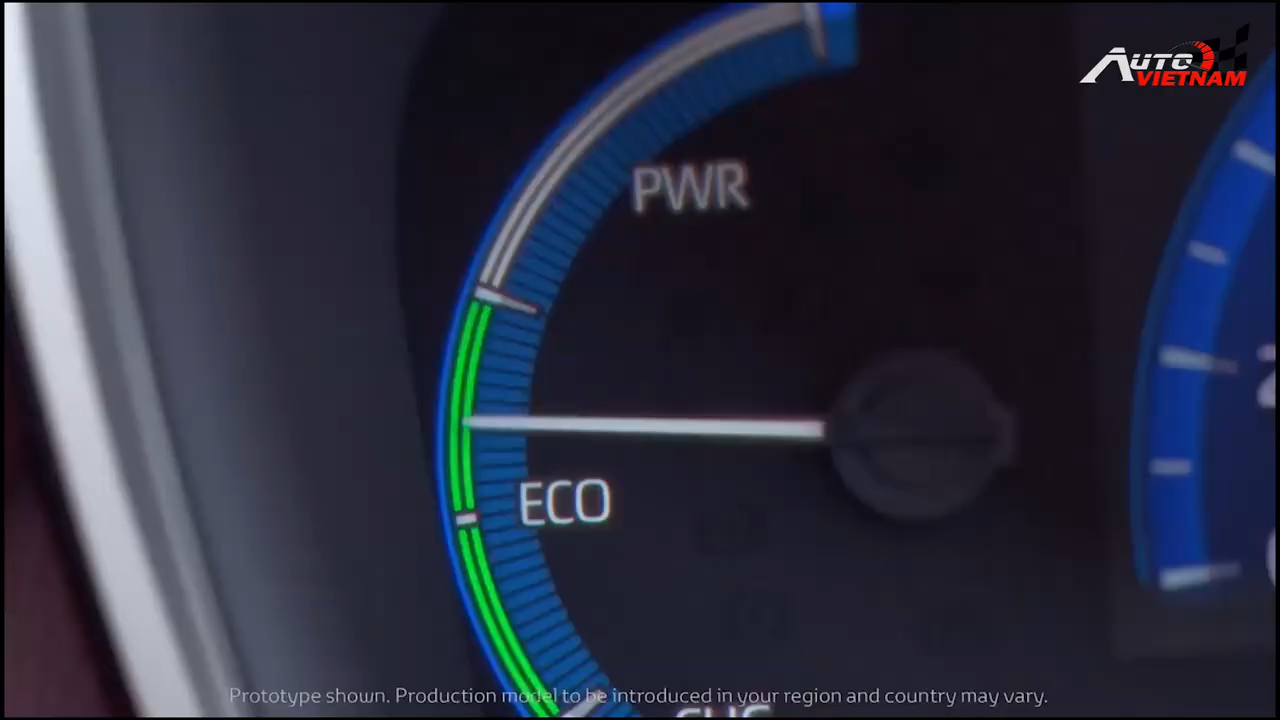 AUTO
VIETNAM
PWR
ECO
Prototype shown. Production model to be introduced in your region and country may vary.